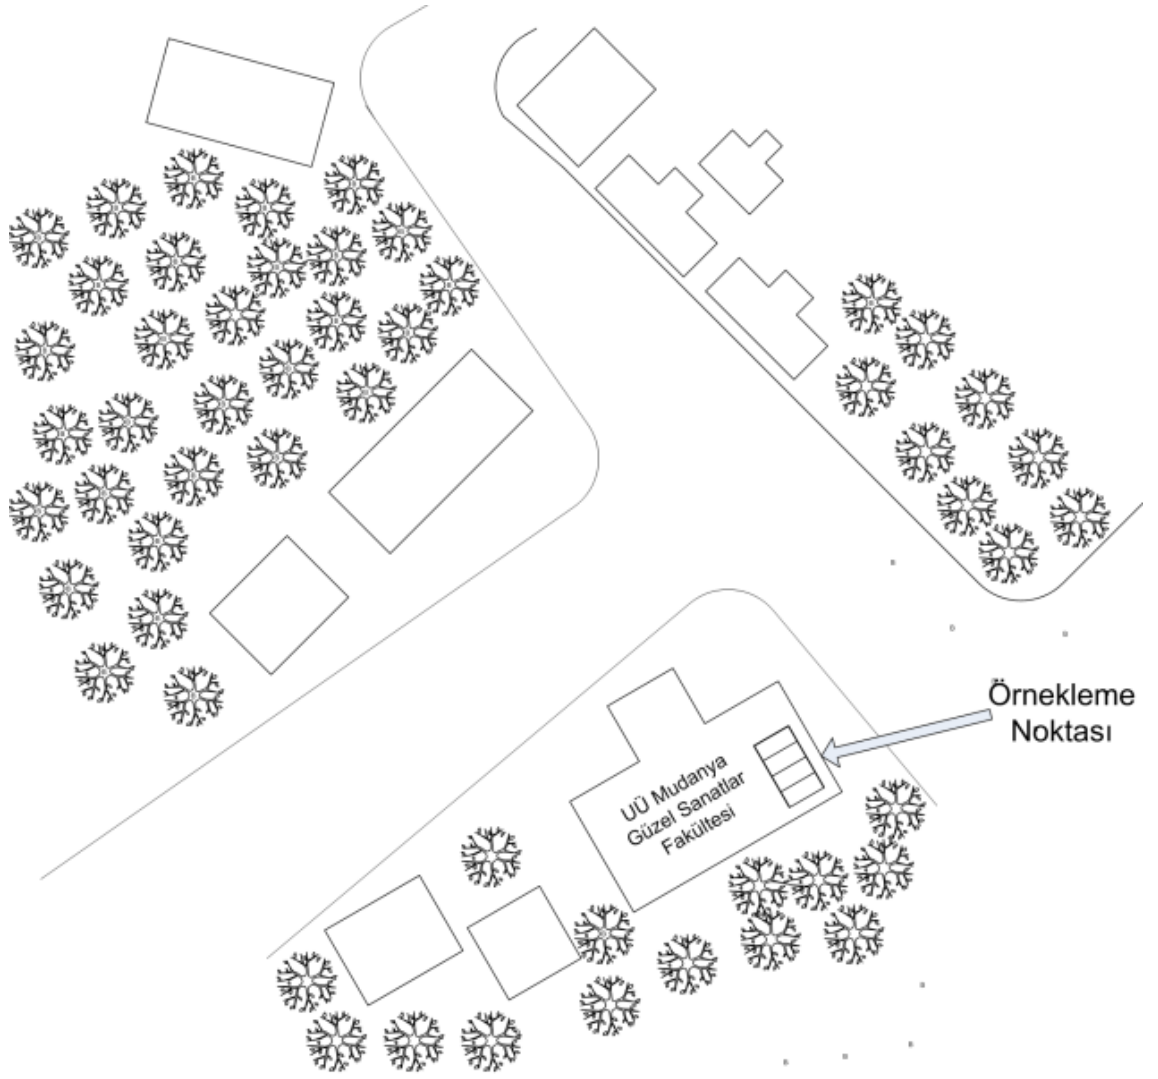 Örnekleme
Noktası
UÜ Mudanya
Güzel Sanatlar
Fakültesi